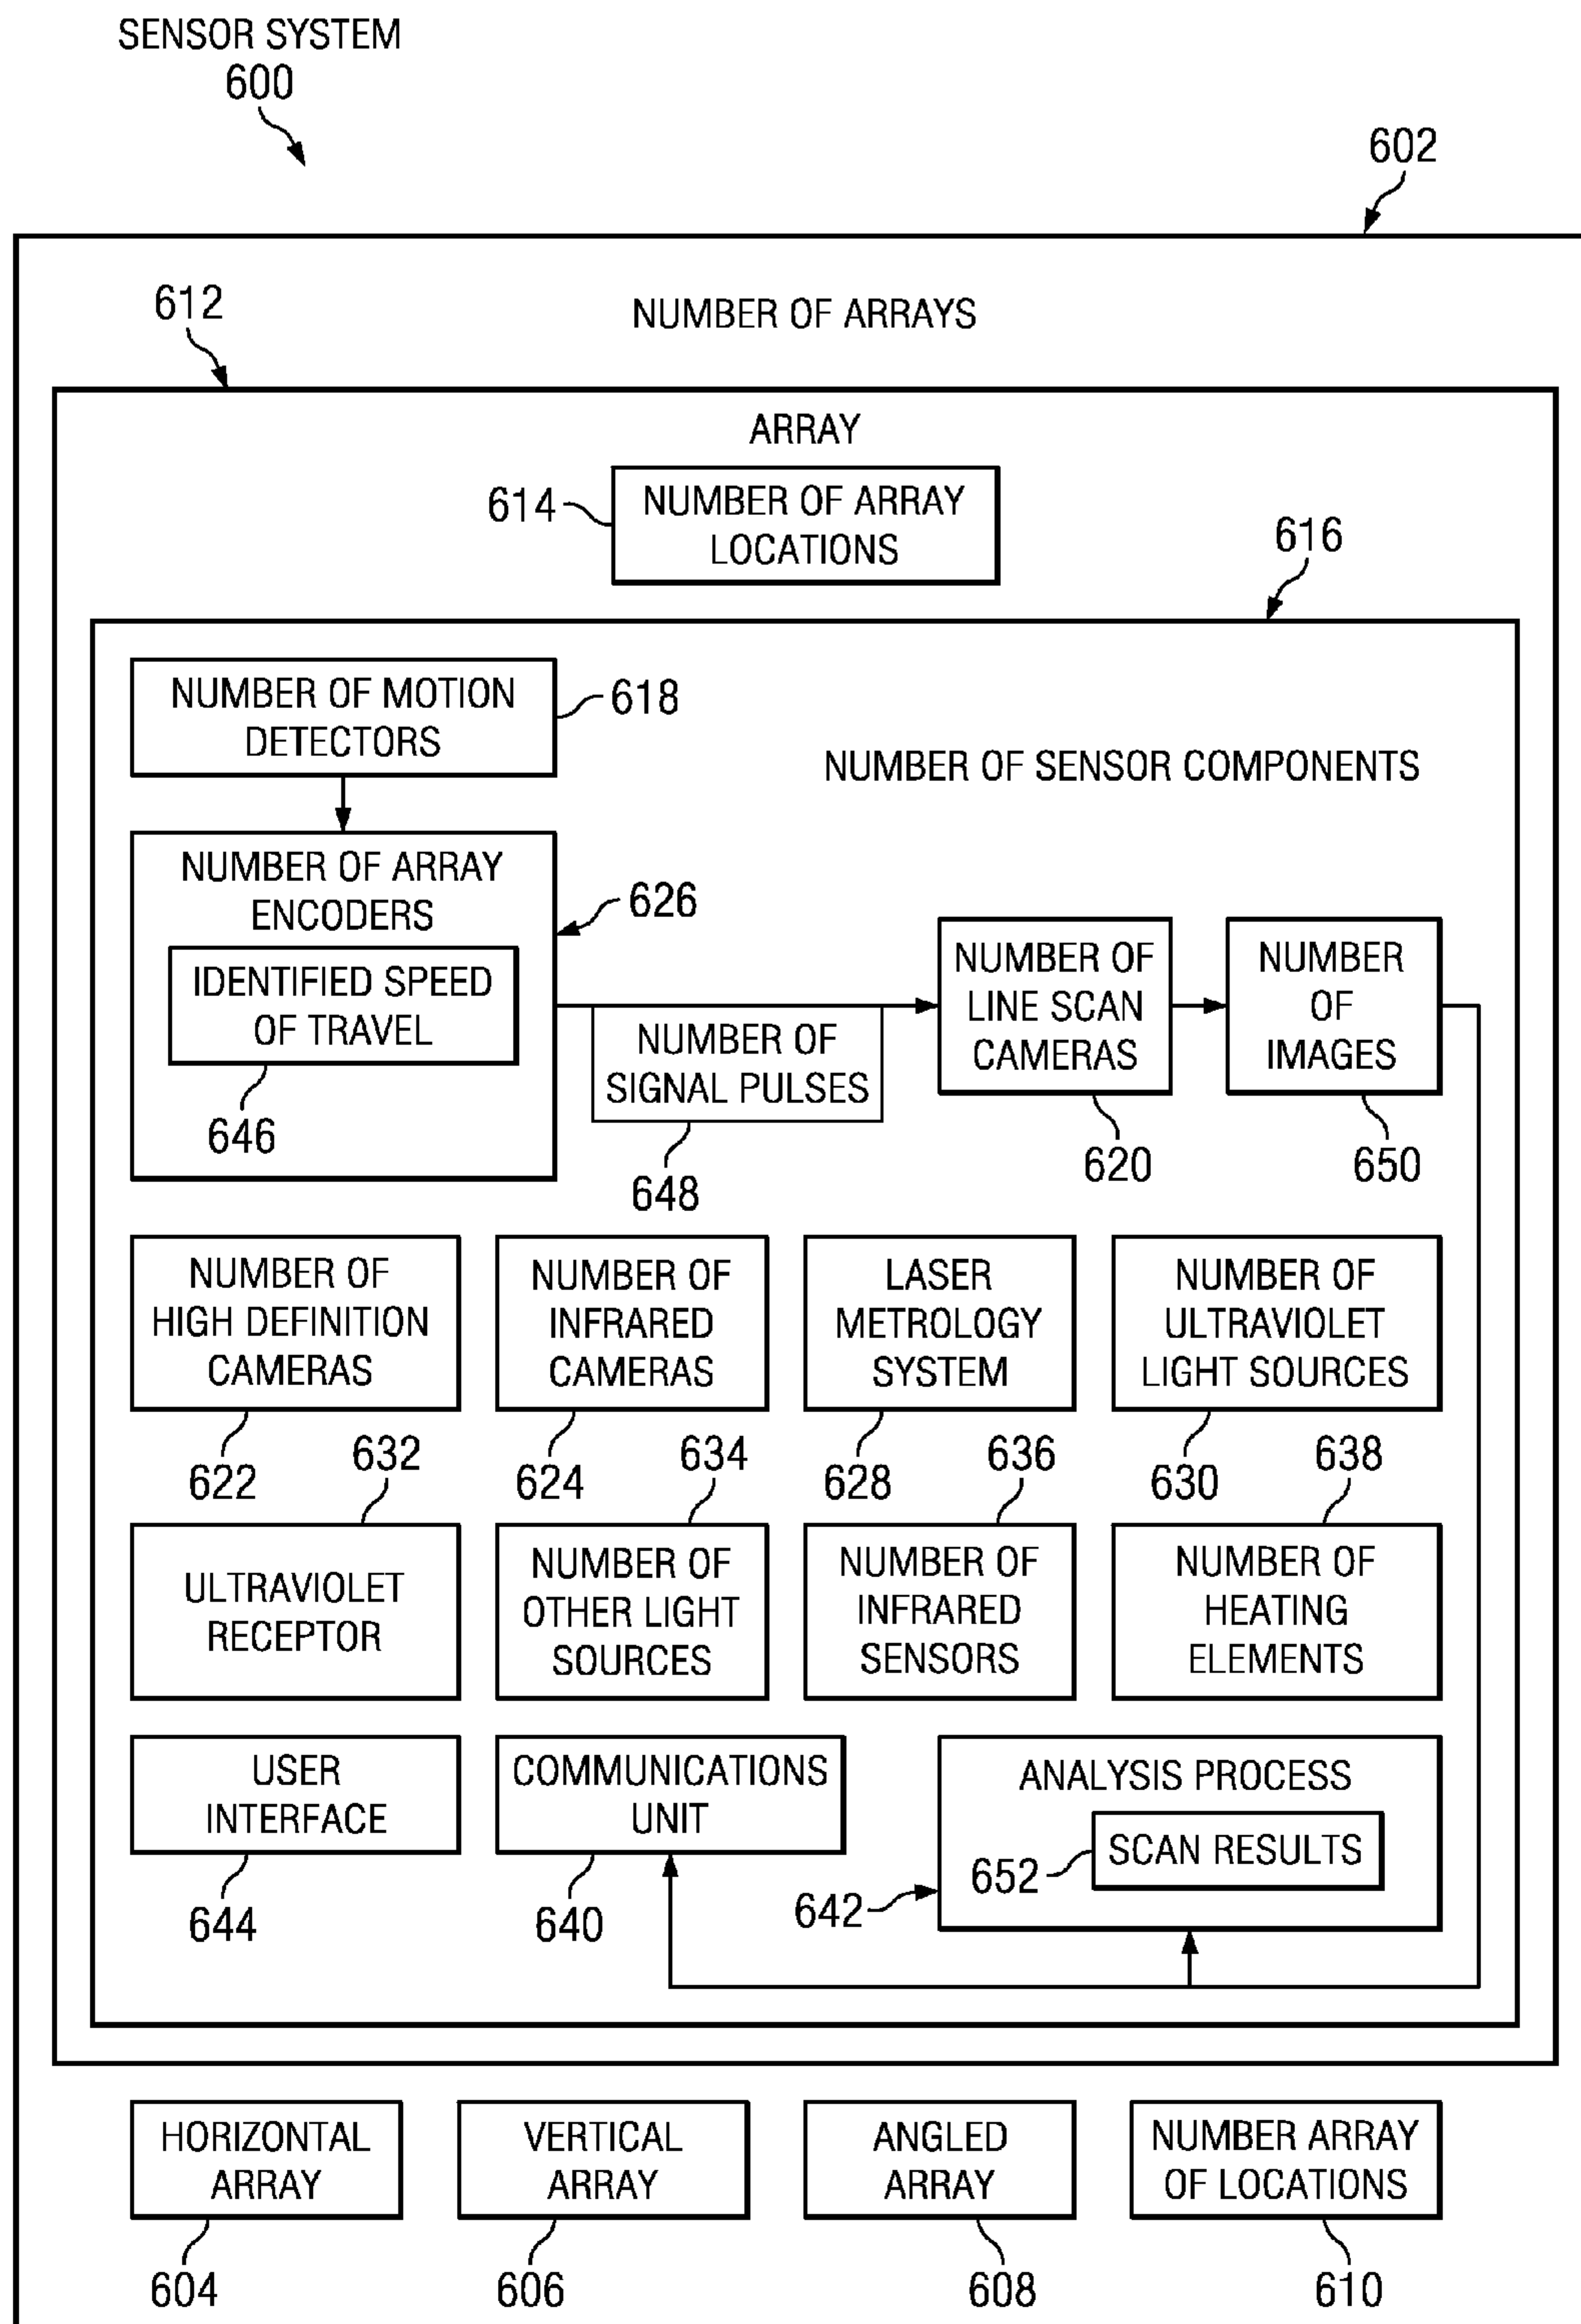 SENSOR SYSTEM
600
602
612
NUMBER OF ARRAYS
ARRAY
614
NUMBER OF ARRAY
LOCATIONS
616
NUMBER OF MOTION
DETECTORS
618
NUMBER OF SENSOR COMPONENTS
NUMBER OF ARRAY
ENCODERS
626
IDENTIFIED SPEED
OF TRAVEL
646
NUMBER OF
SIGNAL PULSES
648
NUMBER OF
LINE SCAN
CAMERAS
620
NUMBER
OF
IMAGES
650
NUMBER OF
HIGH DEFINITION
CAMERAS
622
NUMBER OF
INFRARED
CAMERAS
624
LASER
METROLOGY
SYSTEM
628
NUMBER OF
ULTRAVIOLET
LIGHT SOURCES
630
632
ULTRAVIOLET
RECEPTOR
634
NUMBER OF
OTHER LIGHT
SOURCES
636
NUMBER OF
INFRARED
SENSORS
638
NUMBER OF
HEATING
ELEMENTS
USER
INTERFACE
644
COMMUNICATIONS
UNIT
640
ANALYSIS PROCESS
SCAN RESULTS
652
642
HORIZONTAL
ARRAY
604
VERTICAL
ARRAY
606
ANGLED
ARRAY
608
NUMBER ARRAY
OF LOCATIONS
610